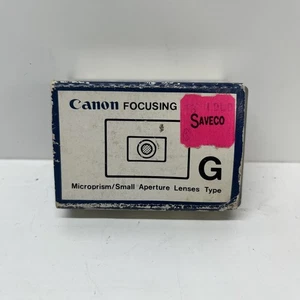 Canon FOCUSING
SAVECO
G
Microprism/Small Aperture Lenses Type